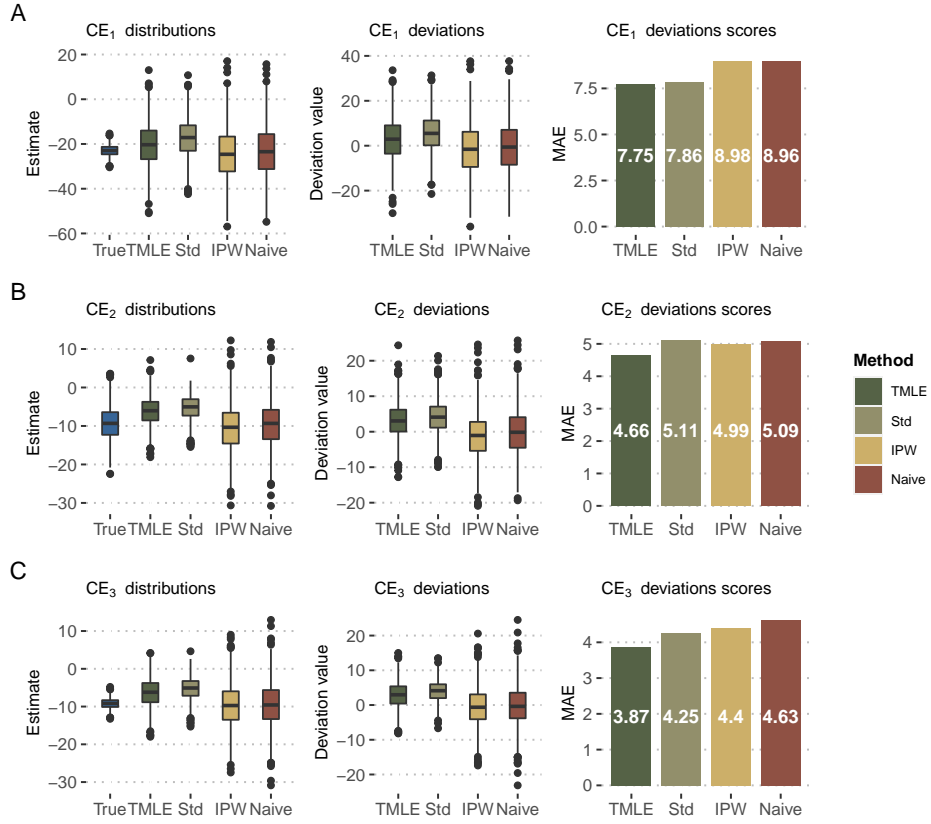 A
CE1 distributions
CE1 deviations
CE1 deviations scores
Estimate
20
0
−20
−40
−60
True TMLE Std IPW Naive
Deviation value
40
20
0
−20
TMLE Std IPW Naive
MAE
7.5
5.0
2.5
0.0
7.75 7.86 8.98 8.96
TMLE Std IPW Naive
B
CE2 distributions
CE2 deviations
CE2 deviations scores
Estimate
10
0
−10
−20
−30
True TMLE Std IPW Naive
Deviation value
20
10
0
−10
−20
TMLE Std IPW Naive
MAE
5
4
3
2
1
0
4.66 5.11 4.99 5.09
TMLE Std IPW Naive
Method
TMLE
Std
IPW
Naive
C
CE3 distributions
CE3 deviations
CE3 deviations scores
Estimate
10
0
−10
−20
−30
True TMLE Std IPW Naive
Deviation value
20
10
0
−10
−20
TMLE Std IPW Naive
MAE
4
3
2
1
0
3.87 4.25 4.4 4.63
TMLE Std IPW Naive